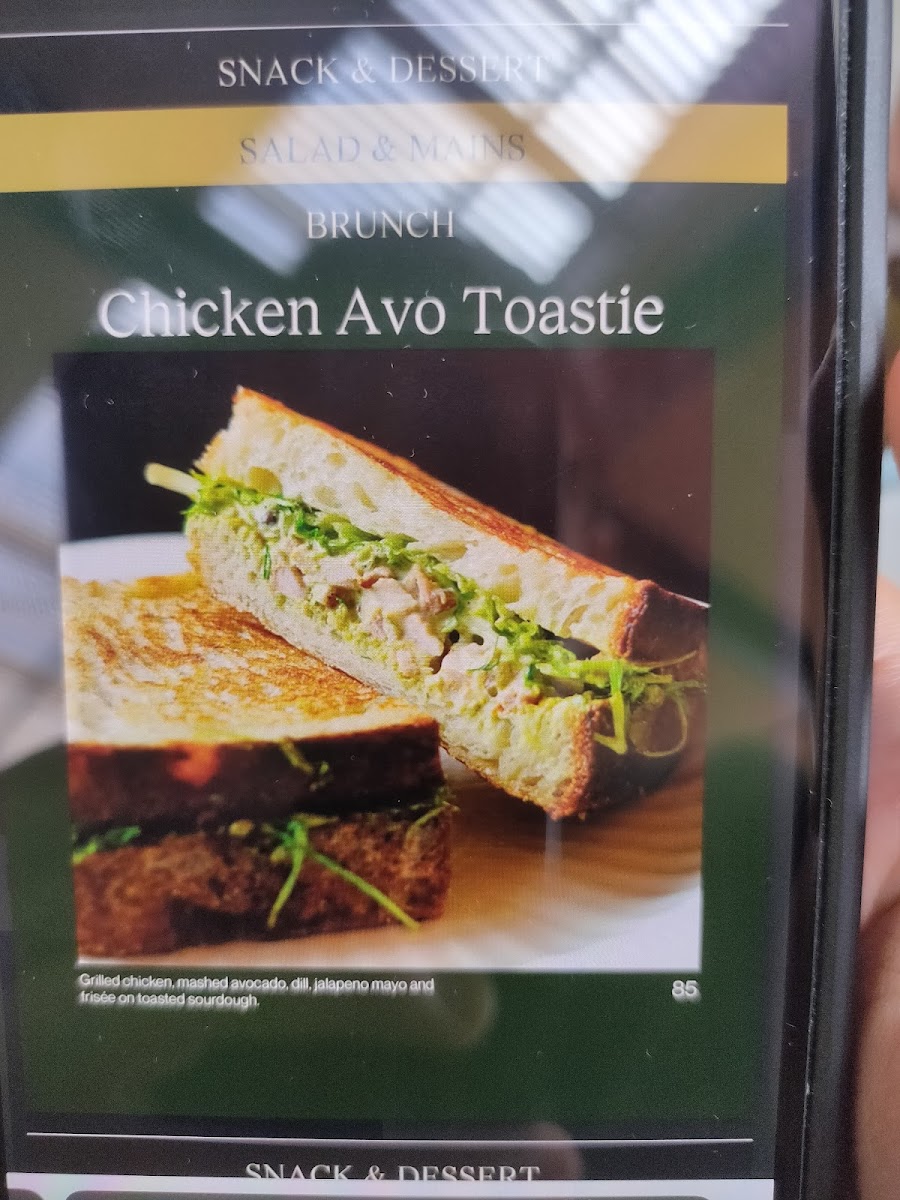 SNACK & DESSERT
SALAD & MAINS
BRUNCH
Chicken Avo Toastie
Grilled chicken, mashed avocado, dill, jalapeno mayo and
frisée on toasted sourdough.
85
SNACK & DESSERT